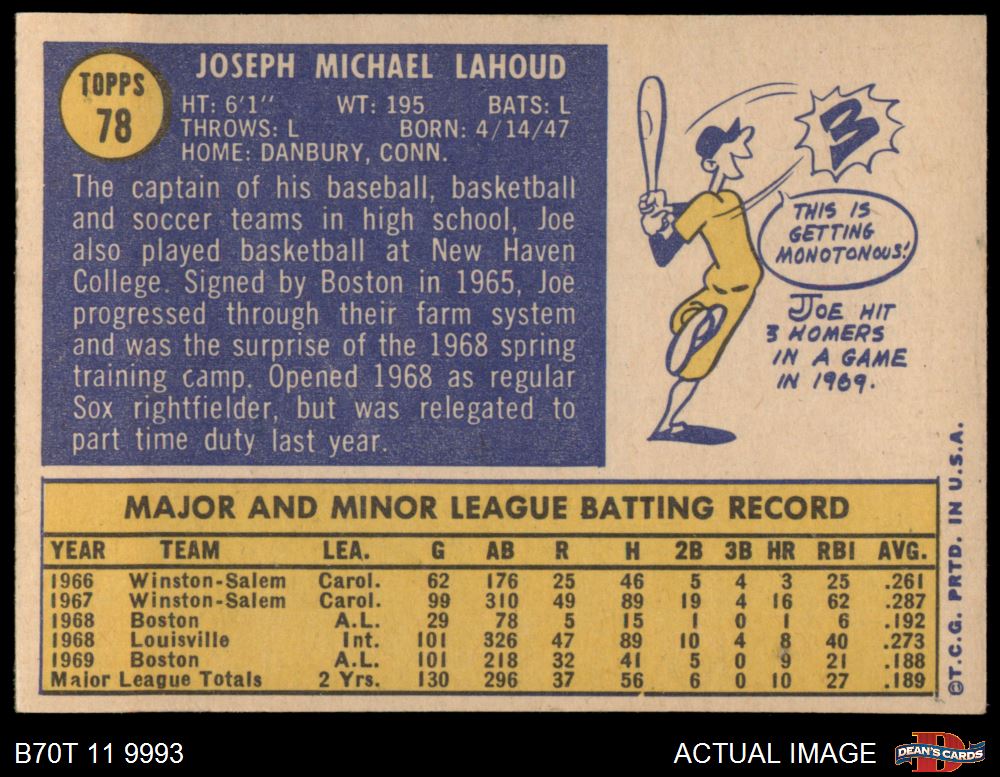 TOPPS
78
JOSEPH MICHAEL LAHOUD
HT: 6'1" WT: 195 BATS: L
THROWS: L BORN: 4/14/47
HOME: DANBURY, CONN.
The captain of his baseball, basketball
and soccer teams in high school, Joe
also played basketball at New Haven
College. Signed by Boston in 1965, Joe
progressed through their farm system
and was the surprise of the 1968 spring
training camp. Opened 1968 as regular
Sox rightfielder, but was relegated to
part time duty last year.
3
THIS IS
GETTING
MONOTONOUS!
JOE HIT
3 HOMERS
IN A GAME
IN 1969.
MAJOR AND MINOR LEAGUE BATTING RECORD
YEAR TEAM LEA. G AB R H 2B 3B HR RBI AVG.
1966 Winston-Salem Carol. 62 176 25 46 5 4 3 25 .261
1967 Winston-Salem Carol. 99 310 49 89 19 4 16 62 .287
1968 Boston A.L. 29 78 5 15 1 0 1 6 .192
1968 Louisville Int. 101 326 47 89 10 4 8 40 .273
1969 Boston A.L. 101 218 32 41 5 0 9 21 .188
Major League Totals 2 Yrs. 130 296 37 56 6 0 10 27 .189
©T.C.G. PRTD. IN U.S.A.
B70T 11 9993
ACTUAL IMAGE
D
DEAN'S CARDS